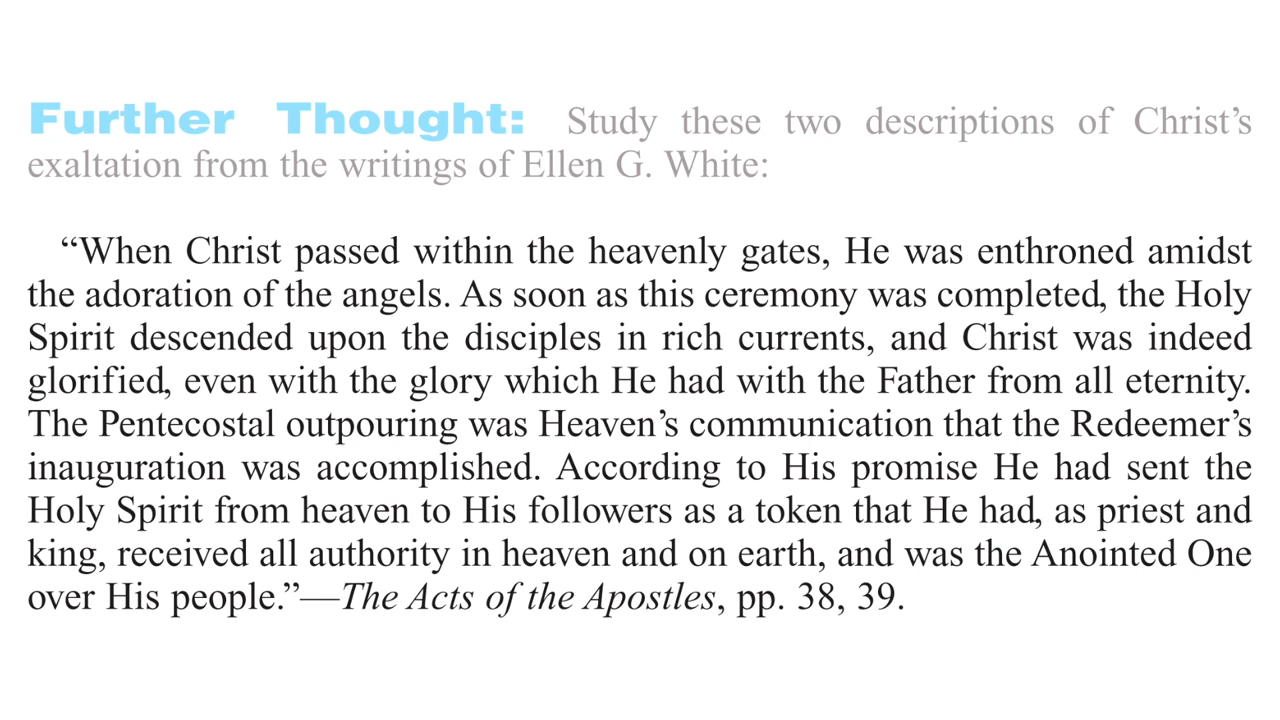 Further Thought: Study these two descriptions of Christ’s
exaltation from the writings of Ellen G. White:
“When Christ passed within the heavenly gates, He was enthroned amidst
the adoration of the angels. As soon as this ceremony was completed, the Holy
Spirit descended upon the disciples in rich currents, and Christ was indeed
glorified, even with the glory which He had with the Father from all eternity.
The Pentecostal outpouring was Heaven’s communication that the Redeemer’s
inauguration was accomplished. According to His promise He had sent the
Holy Spirit from heaven to His followers as a token that He had, as priest and
king, received all authority in heaven and on earth, and was the Anointed One
over His people.”—The Acts of the Apostles, pp. 38, 39.